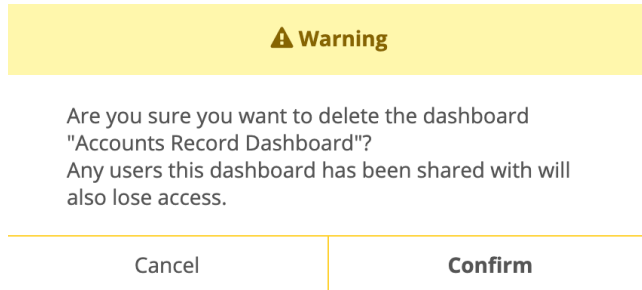 Warning
Are you sure you want to delete the dashboard
"Accounts Record Dashboard"?
Any users this dashboard has been shared with will
also lose access.
Cancel
Confirm